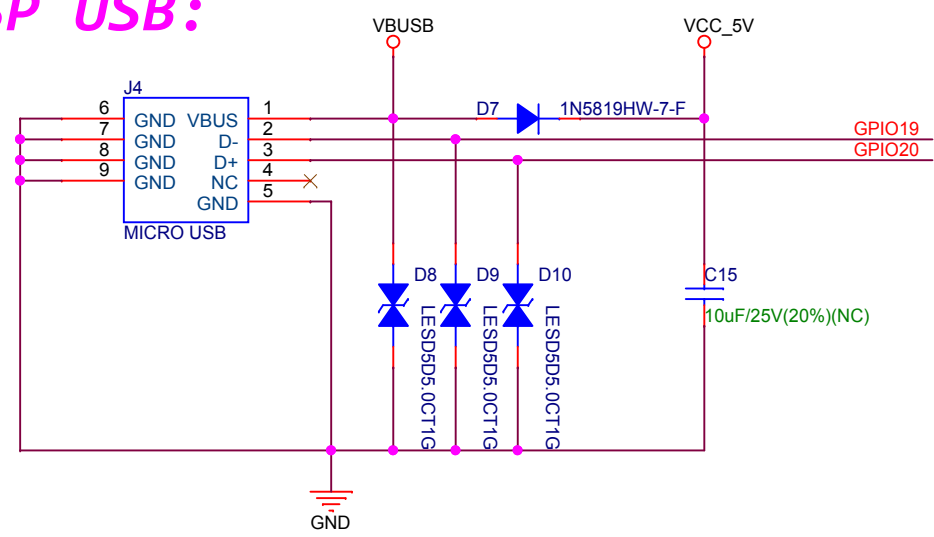 SP USB:
VBUSB
VCC_5V
J4
6
7
8
9
GND VBUS
GND D-
GND D+
GND NC
GND
1
2
3
4
5
MICRO USB
D7
1N5819HW-7-F
GPIO19
GPIO20
D8
D9
D10
LESD5D5.0CT1G
LESD5D5.0CT1G
LESD5D5.0CT1G
C15
10uF/25V(20%)(NC)
GND